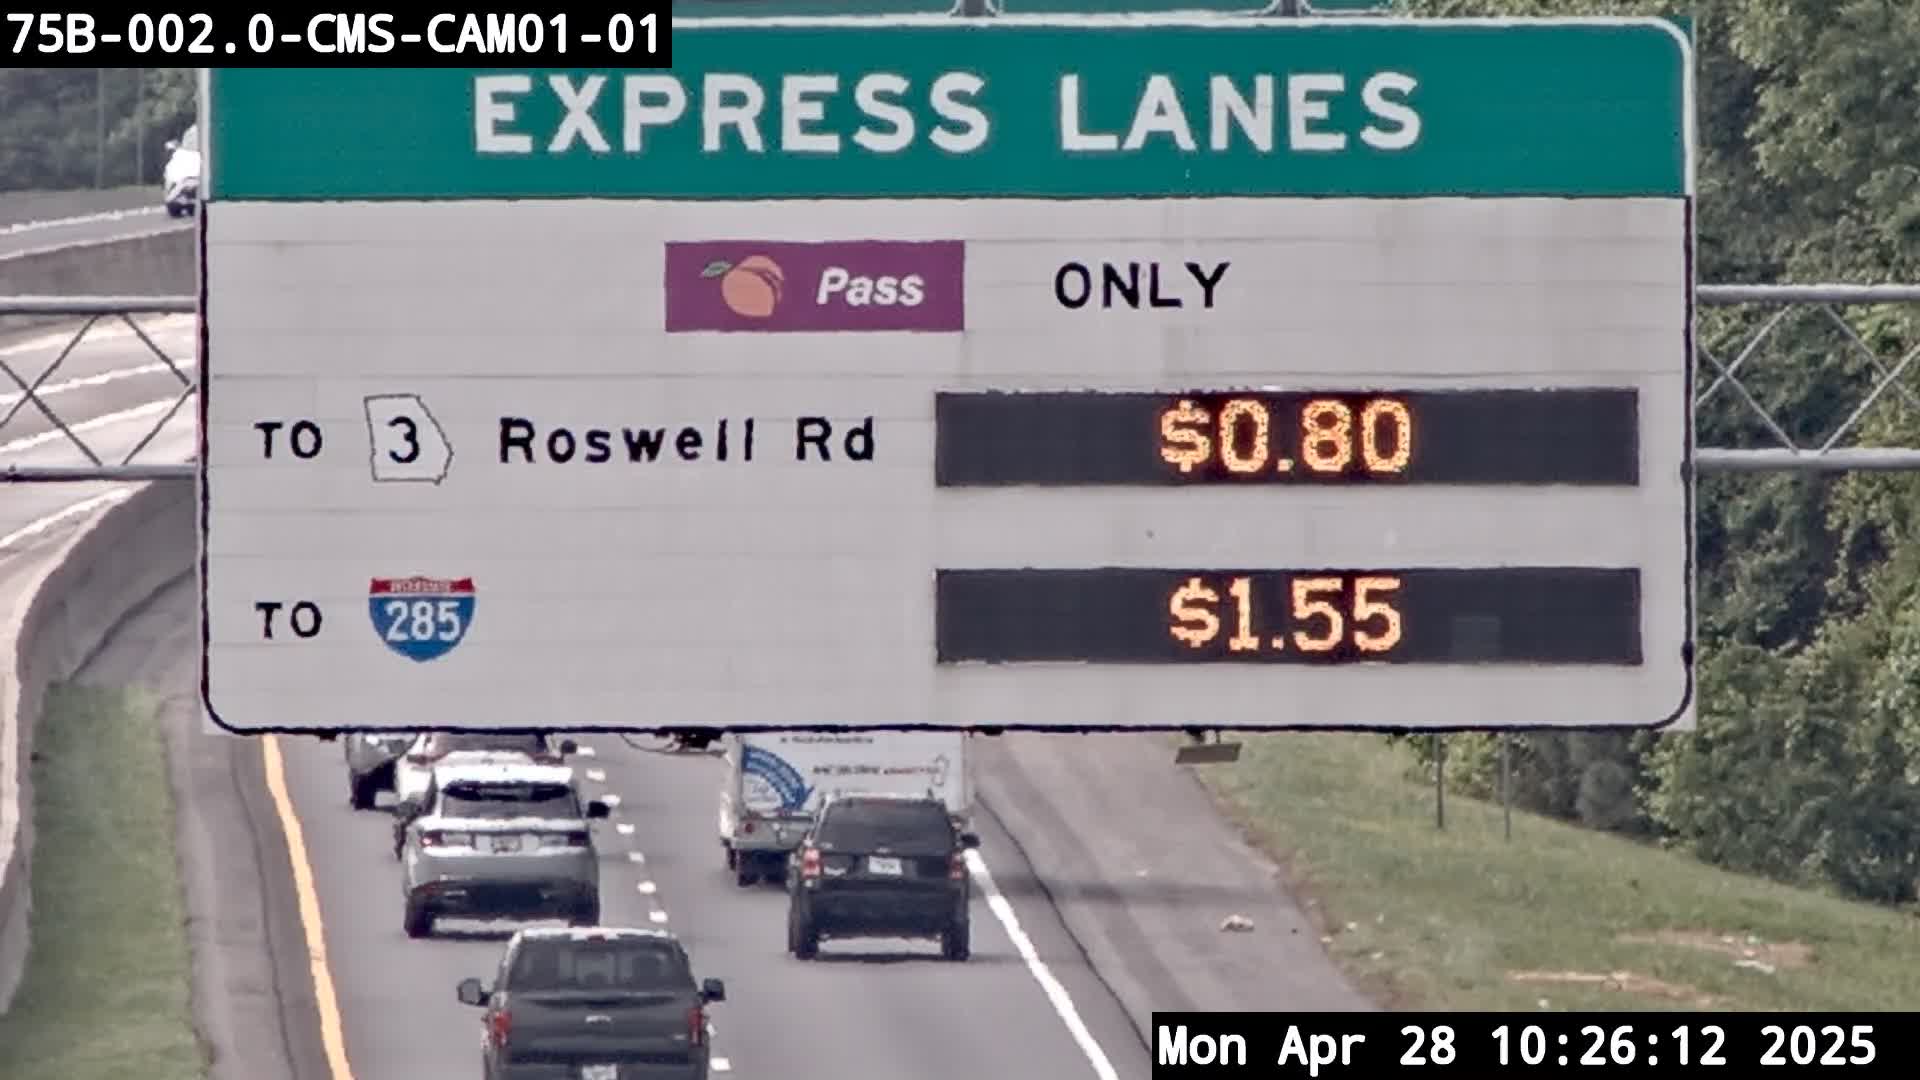 75B-002.0-CMS-CAM01-01
EXPRESS LANES
Pass ONLY
TO 3 Roswell Rd $0.80
TO INTERSTATE 285 $1.55
Mon Apr 28 10:26:12 2025